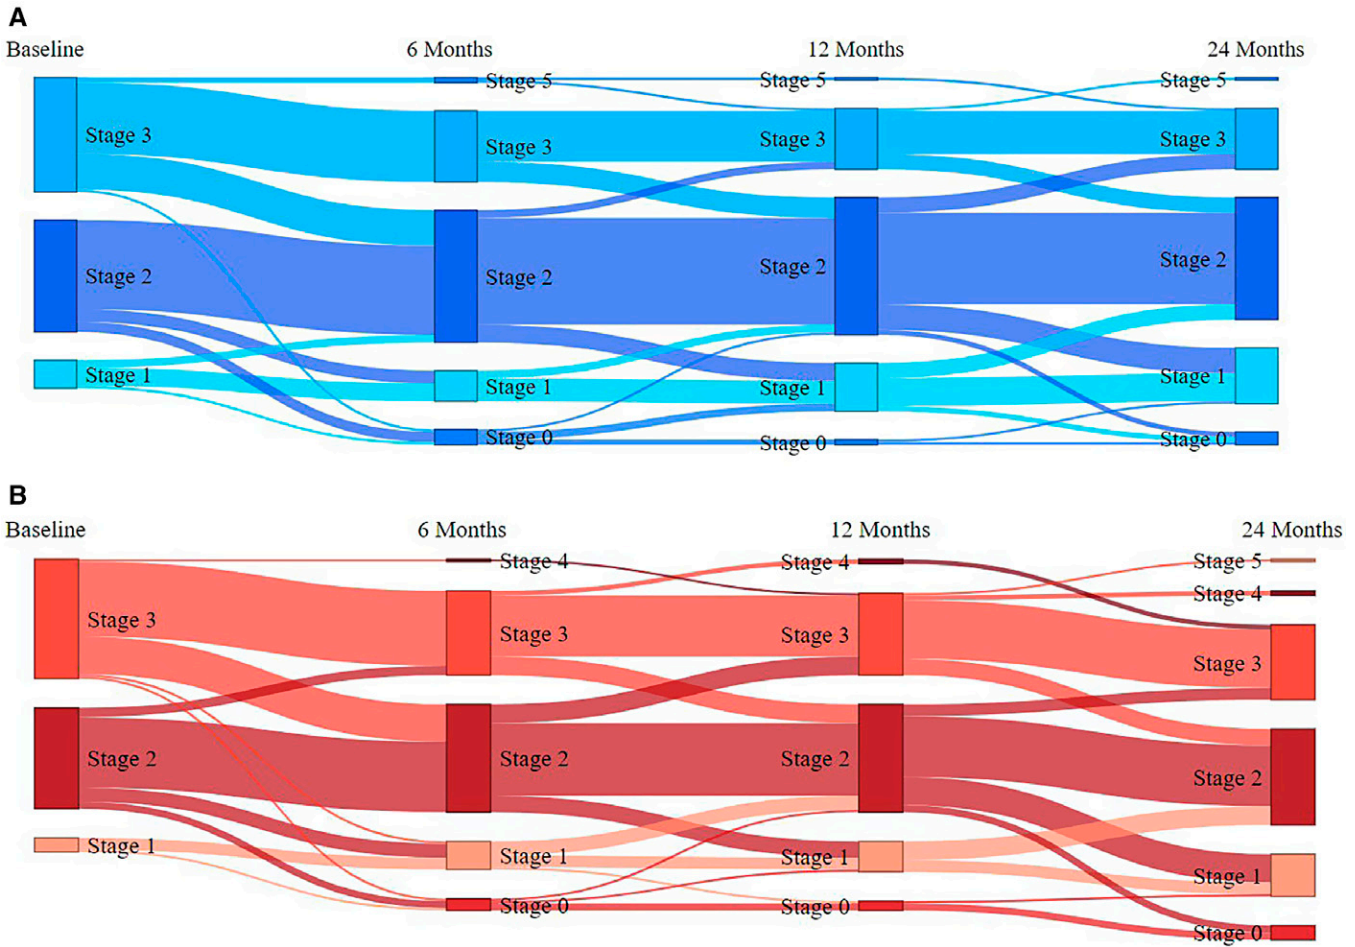 A
Baseline 6 Months 12 Months 24 Months
Stage 5 Stage 5 Stage 5
Stage 3 Stage 3 Stage 3 Stage 3
Stage 2 Stage 2 Stage 2 Stage 2
Stage 1 Stage 1 Stage 1 Stage 1
Stage 0 Stage 0 Stage 0
B
Baseline 6 Months 12 Months 24 Months
Stage 4 Stage 4 Stage 5
Stage 4
Stage 3 Stage 3 Stage 3 Stage 3
Stage 2 Stage 2 Stage 2 Stage 2
Stage 1 Stage 1 Stage 1 Stage 1
Stage 0 Stage 0 Stage 0